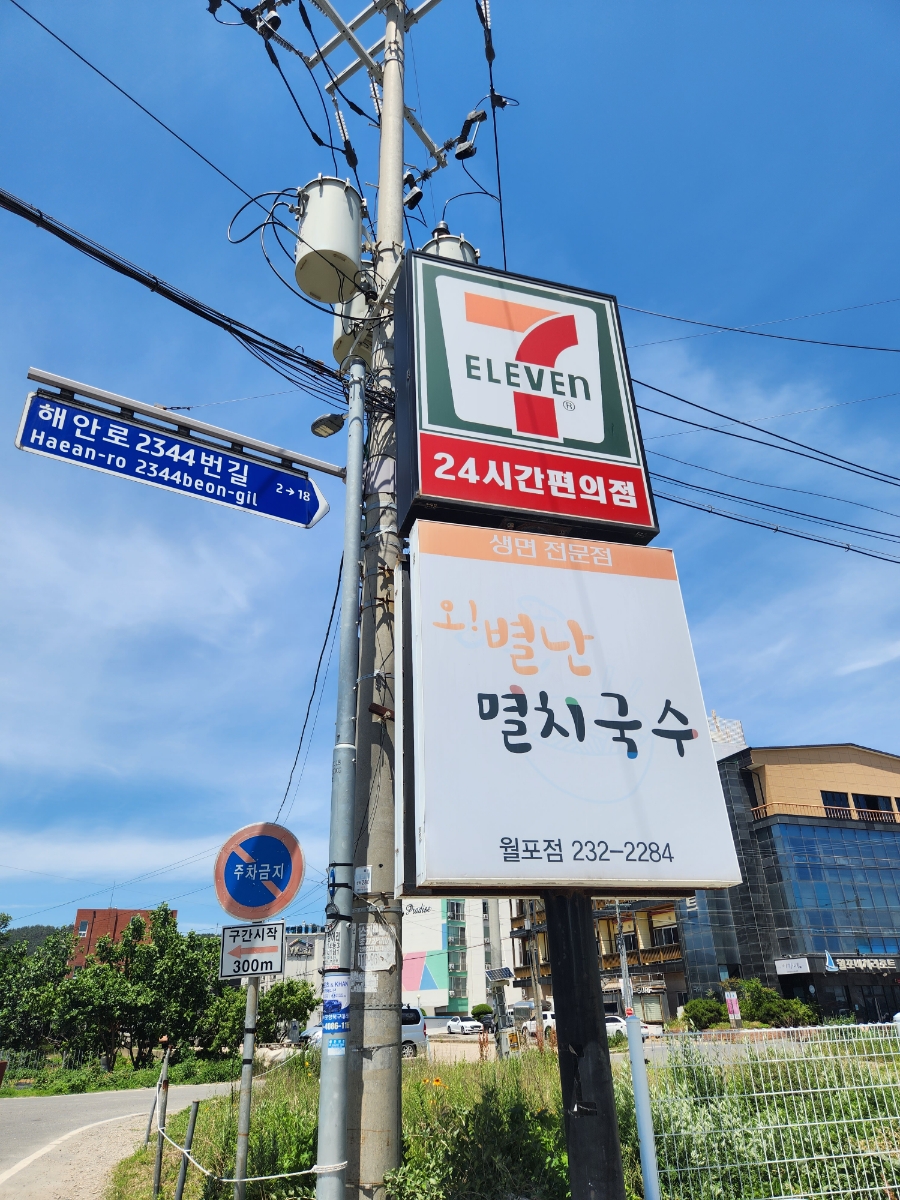 해안로 2344번길
Haean-ro 2344beon-gil
2→18
7
ELEVEn
®
24시간편의점
생면 전문점
오! 별난
멸치국수
월포점 232-2284
주차금지
구간시작
300m